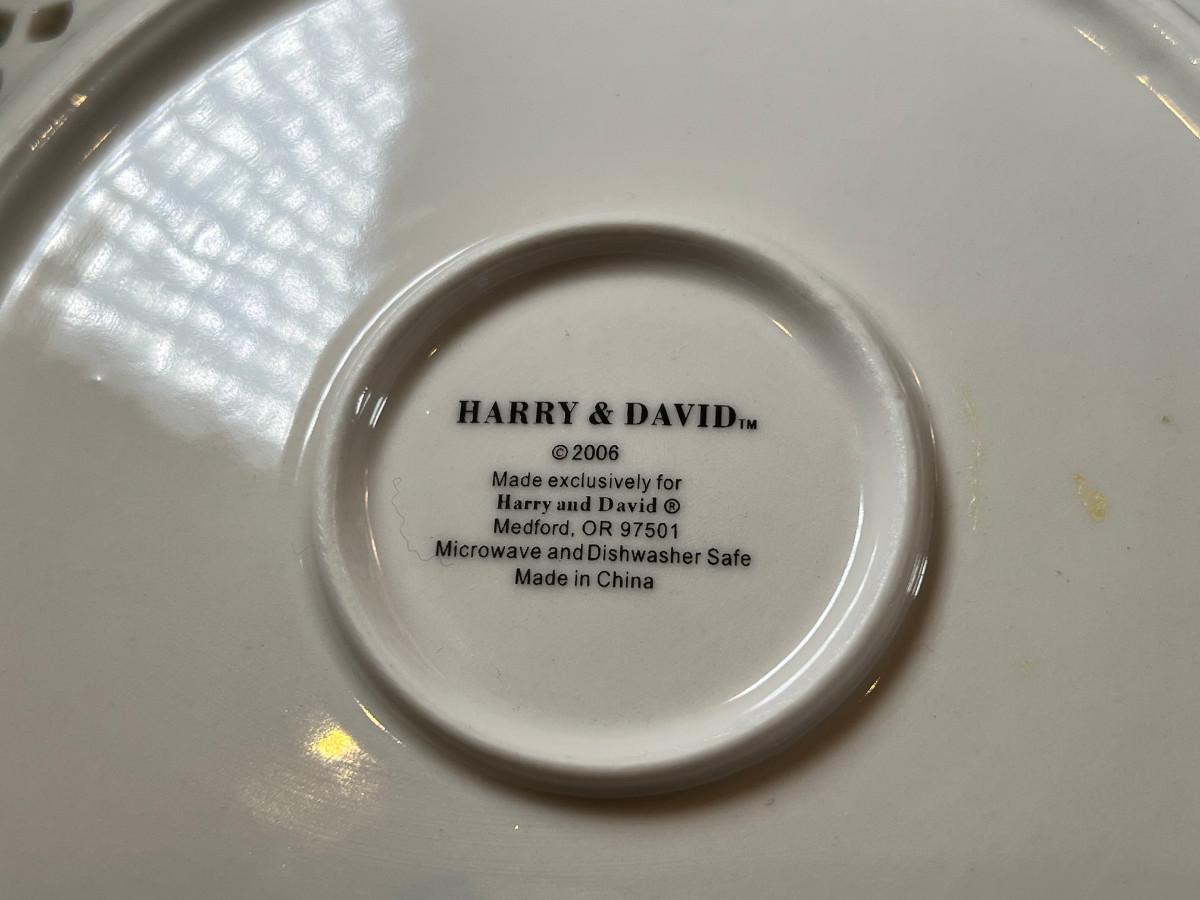 HARRY & DAVID™
©2006
Made exclusively for
Harry and David ®
Medford, OR 97501
Microwave and Dishwasher Safe
Made in China